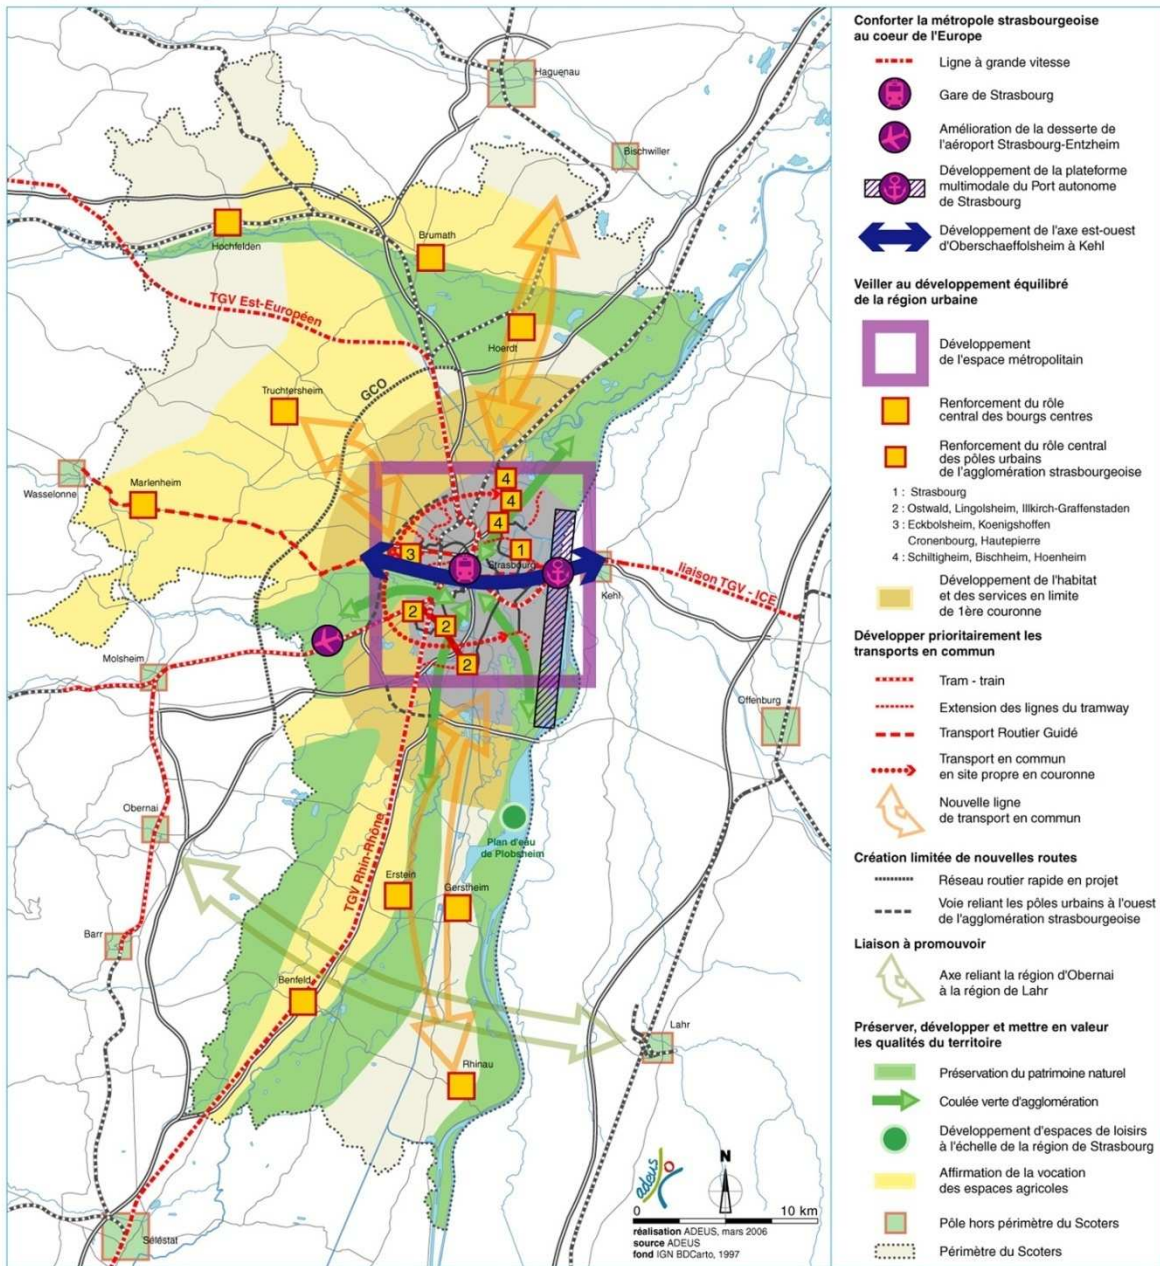 Haguenau
Bischwiller
Hochfelden
Brumath
TGV Est-Européen
Hoerdt
GCO
Truchtersheim
Wasselonne
Marlenheim
4
4
4
3
1
Strasbourg
liaison TGV - ICE
Kehl
2
2
2
Molsheim
Offenburg
Obernai
Plan d'eau
de Plobsheim
TGV Rhin-Rhône
Erstein
Gerstheim
Barr
Benfeld
Lahr
Rhinau
Séléstat
adeus
N
0
10 km
réalisation ADEUS, mars 2006
source ADEUS
fond IGN BDCarto, 1997
Conforter la métropole strasbourgeoise
au coeur de l'Europe
Ligne à grande vitesse
Gare de Strasbourg
Amélioration de la desserte de
l'aéroport Strasbourg-Entzheim
Développement de la plateforme
multimodale du Port autonome
de Strasbourg
Développement de l'axe est-ouest
d'Oberschaeffolsheim à Kehl
Veiller au développement équilibré
de la région urbaine
Développement
de l'espace métropolitain
Renforcement du rôle
central des bourgs centres
Renforcement du rôle central
des pôles urbains
de l'agglomération strasbourgeoise
1 : Strasbourg
2 : Ostwald, Lingolsheim, Illkirch-Graffenstaden
3 : Eckbolsheim, Koenigshoffen
Cronenbourg, Hautepierre
4 : Schiltigheim, Bischheim, Hoenheim
Développement de l'habitat
et des services en limite
de 1ère couronne
Développer prioritairement les
transports en commun
Tram - train
Extension des lignes du tramway
Transport Routier Guidé
Transport en commun
en site propre en couronne
Nouvelle ligne
de transport en commun
Création limitée de nouvelles routes
Réseau routier rapide en projet
Voie reliant les pôles urbains à l'ouest
de l'agglomération strasbourgeoise
Liaison à promouvoir
Axe reliant la région d'Obernai
à la région de Lahr
Préserver, développer et mettre en valeur
les qualités du territoire
Préservation du patrimoine naturel
Coulée verte d'agglomération
Développement d'espaces de loisirs
à l'échelle de la région de Strasbourg
Affirmation de la vocation
des espaces agricoles
Pôle hors périmètre du Scoters
Périmètre du Scoters